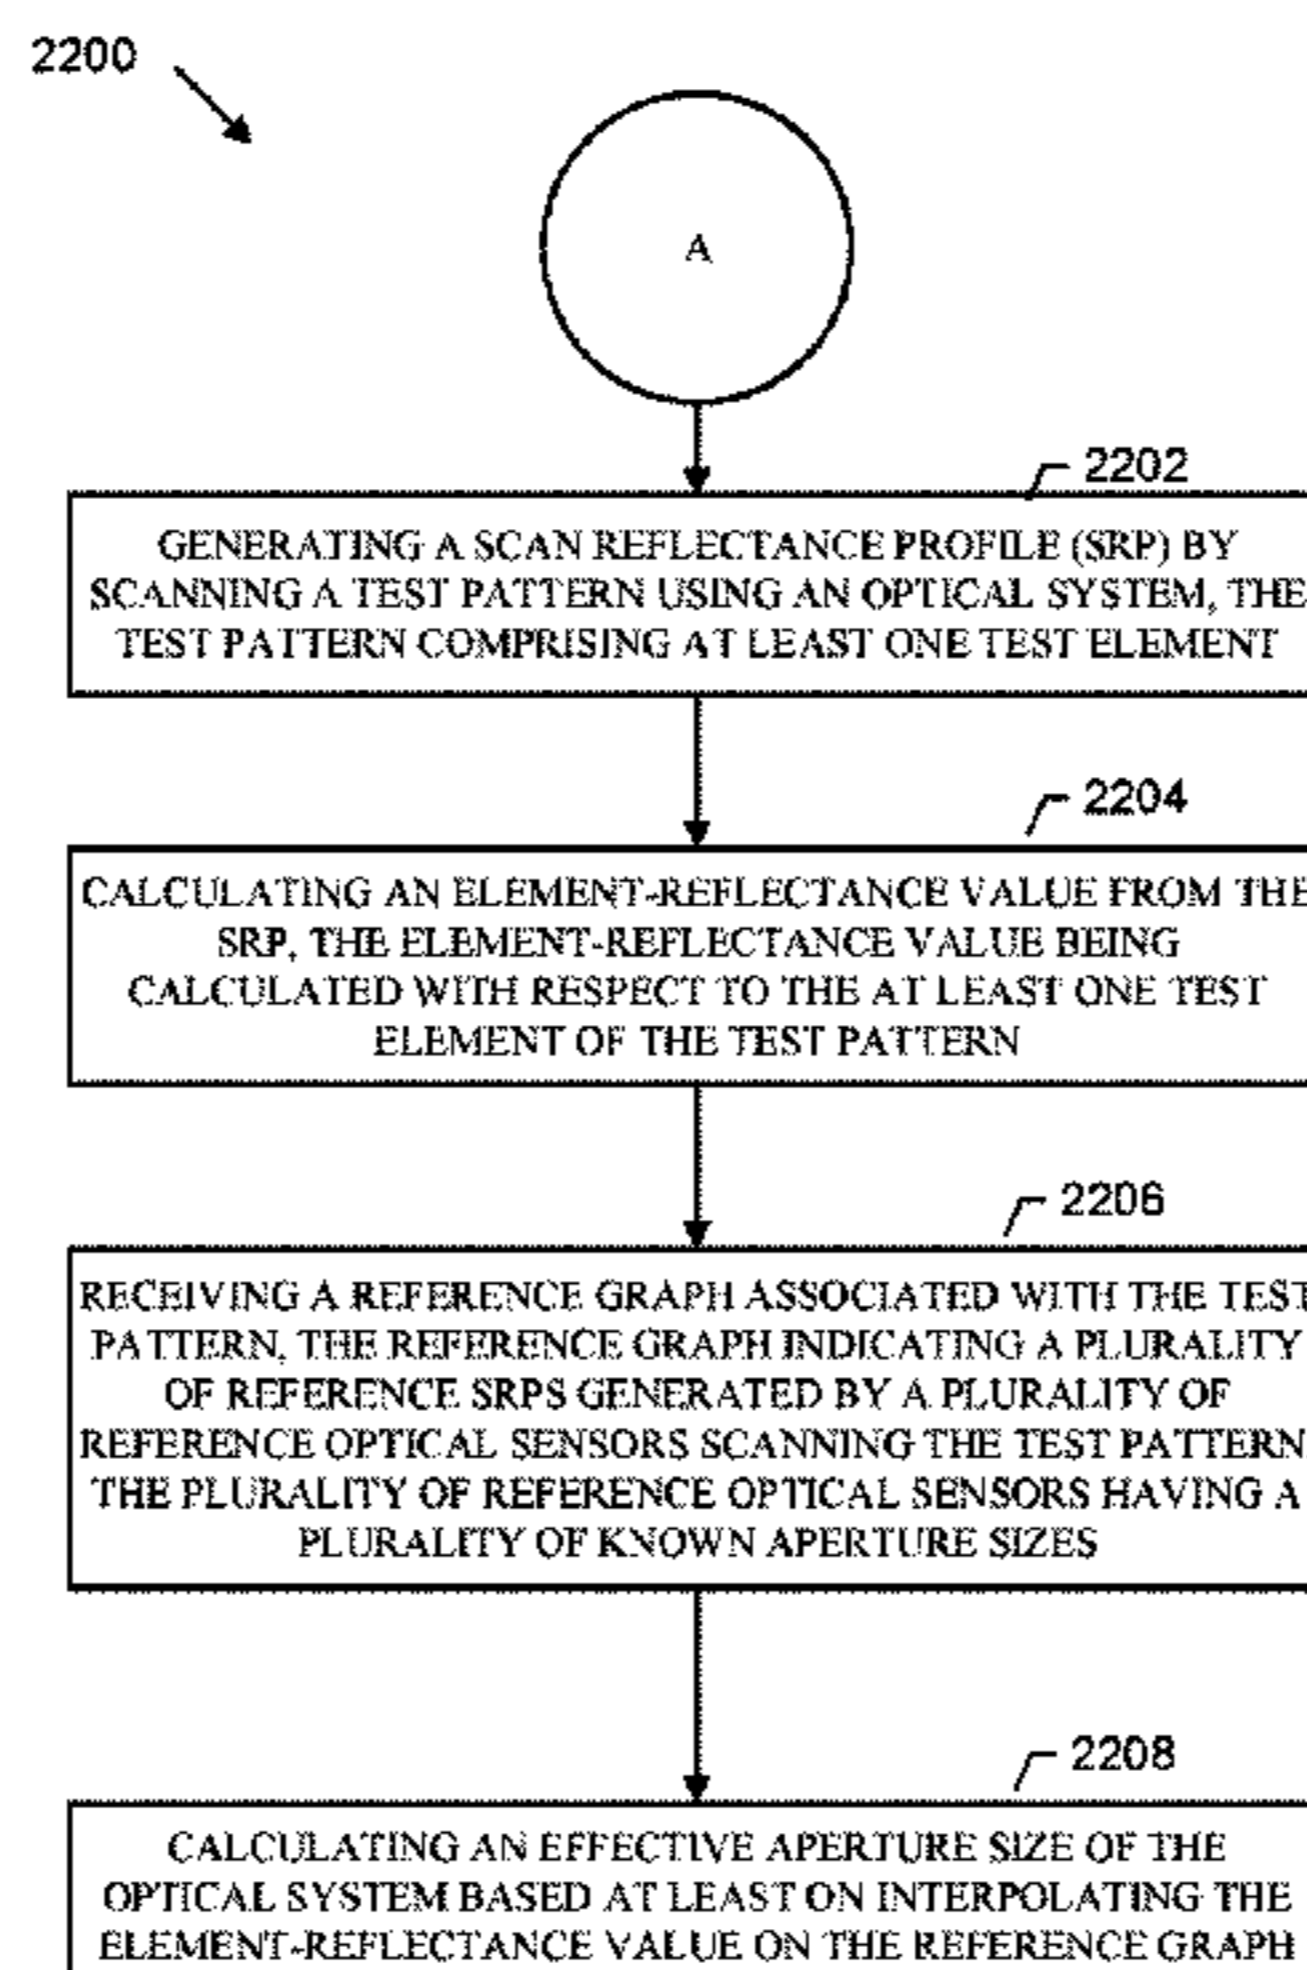 2200
A
2202
GENERATING A SCAN REFLECTANCE PROFILE (SRP) BY
SCANNING A TEST PATTERN USING AN OPTICAL SYSTEM, THE
TEST PATTERN COMPRISING AT LEAST ONE TEST ELEMENT
2204
CALCULATING AN ELEMENT-REFLECTANCE VALUE FROM THE
SRP, THE ELEMENT-REFLECTANCE VALUE BEING
CALCULATED WITH RESPECT TO THE AT LEAST ONE TEST
ELEMENT OF THE TEST PATTERN
2206
RECEIVING A REFERENCE GRAPH ASSOCIATED WITH THE TEST
PATTERN, THE REFERENCE GRAPH INDICATING A PLURALITY
OF REFERENCE SRPS GENERATED BY A PLURALITY OF
REFERENCE OPTICAL SENSORS SCANNING THE TEST PATTERN,
THE PLURALITY OF REFERENCE OPTICAL SENSORS HAVING A
PLURALITY OF KNOWN APERTURE SIZES
2208
CALCULATING AN EFFECTIVE APERTURE SIZE OF THE
OPTICAL SYSTEM BASED AT LEAST ON INTERPOLATING THE
ELEMENT-REFLECTANCE VALUE ON THE REFERENCE GRAPH